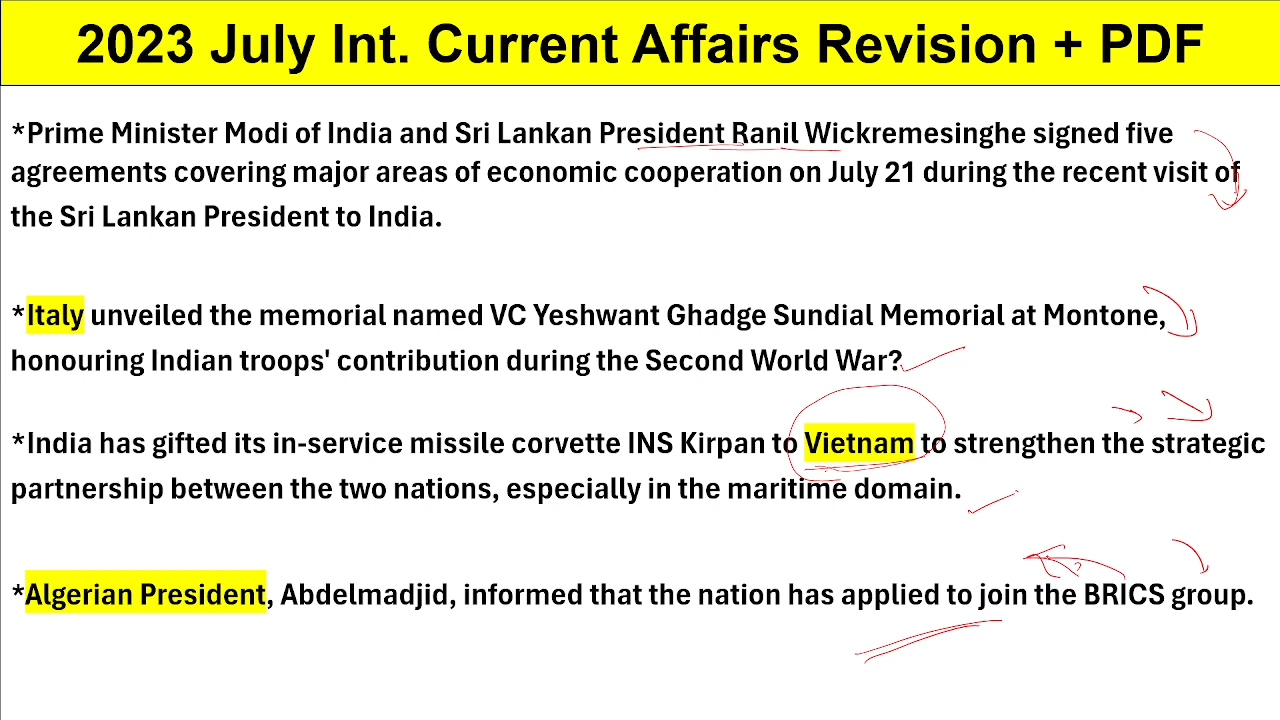 2023 July Int. Current Affairs Revision + PDF
*Prime Minister Modi of India and Sri Lankan President Ranil Wickremesinghe signed five
agreements covering major areas of economic cooperation on July 21 during the recent visit of
the Sri Lankan President to India.
*Italy unveiled the memorial named VC Yeshwant Ghadge Sundial Memorial at Montone,
honouring Indian troops' contribution during the Second World War?
*India has gifted its in-service missile corvette INS Kirpan to Vietnam to strengthen the strategic
partnership between the two nations, especially in the maritime domain.
*Algerian President, Abdelmadjid, informed that the nation has applied to join the BRICS group.